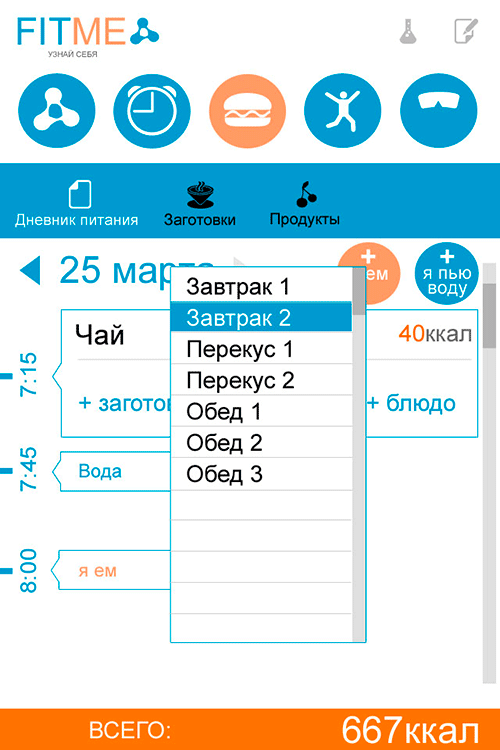 FITME
УЗНАЙ СЕБЯ
Дневник питания
Заготовки
Продукты
25 марта
+
ем
+
я пью
воду
Завтрак 1
Завтрак 2
Перекус 1
Перекус 2
Обед 1
Обед 2
Обед 3
7:15
Чай
40ккал
+ загото
+ блюдо
7:45
Вода
8:00
я ем
ВСЕГО:
667ккал